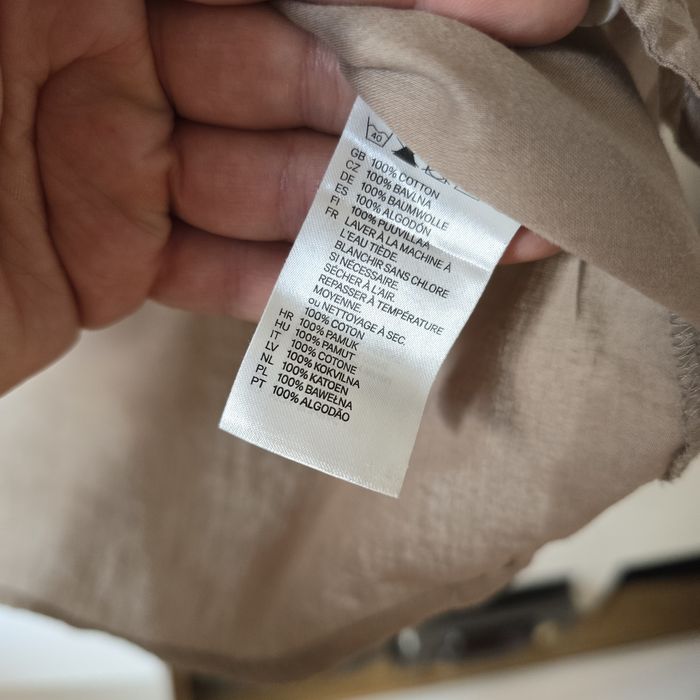 40
GB 100% COTTON
CZ 100% BAVLNA
DE 100% BAUMWOLLE
ES 100% ALGODÓN
FI 100% PUUVILLAA
FR LAVER À LA MACHINE À
L'EAU TIÈDE.
BLANCHIR SANS CHLORE
SI NÉCESSAIRE.
SÉCHER À L'AIR.
REPASSER À TEMPÉRATURE
MOYENNE.
ou NETTOYAGE À SEC.
100% COTON
HR 100% PAMUK
HU 100% PAMUT
IT 100% COTONE
LV 100% KOKVILNA
NL 100% KATOEN
PL 100% BAWEŁNA
PT 100% ALGODÃO